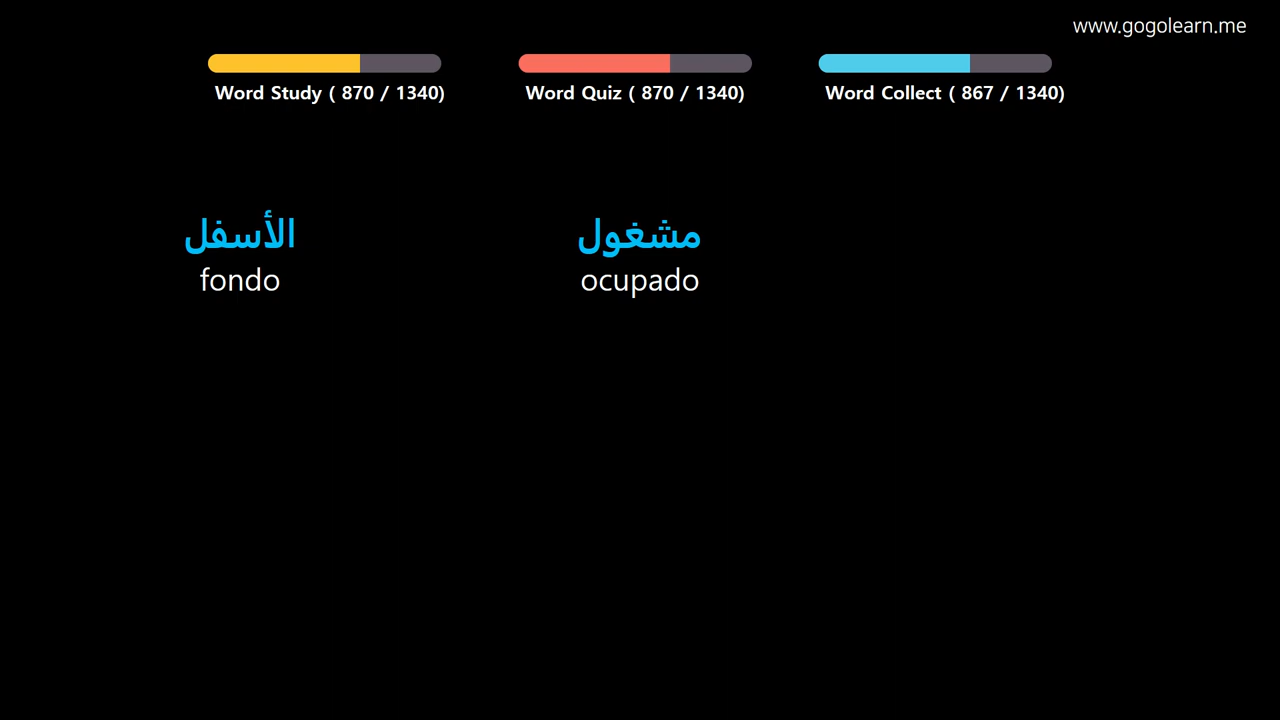 www.gogolearn.me
Word Study ( 870 / 1340)
Word Quiz ( 870 / 1340)
Word Collect ( 867 / 1340)
الأسفل
fondo
مشغول
ocupado